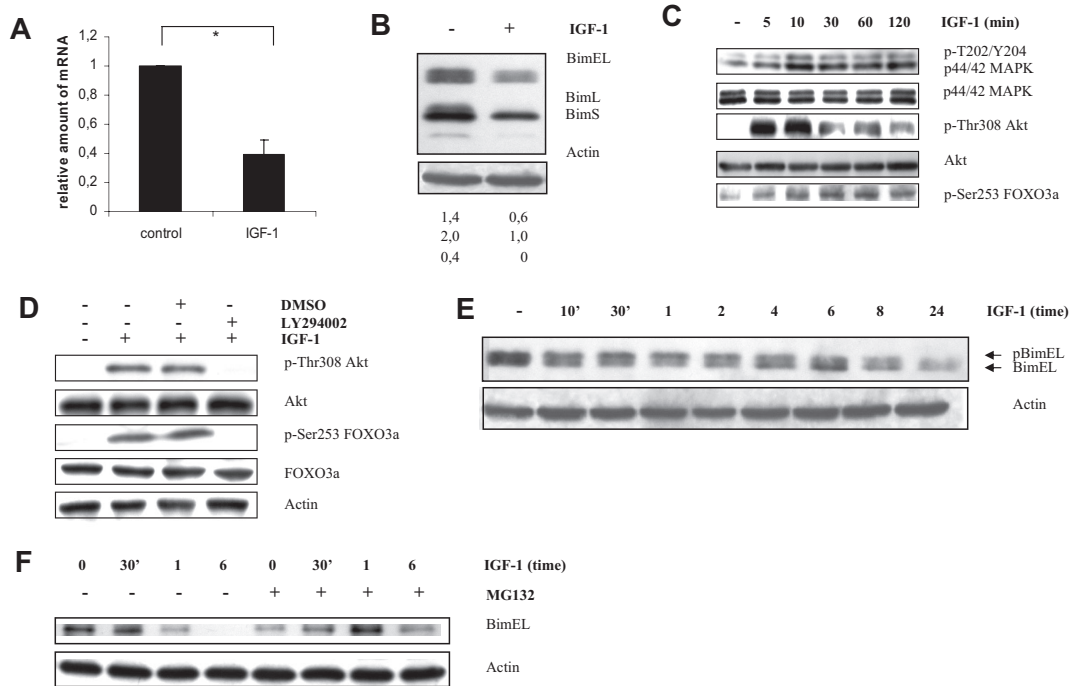 A
relative amount of mRNA
1,2
1
0,8
0,6
0,4
0,2
0
*
control
IGF-1
B
- + IGF-1
BimEL
BimL
BimS
Actin
1,4 0,6
2,0 1,0
0,4 0
C
- 5 10 30 60 120 IGF-1 (min)
p-T202/Y204
p44/42 MAPK
p44/42 MAPK
p-Thr308 Akt
Akt
p-Ser253 FOXO3a
D
- - + - DMSO
- - - + LY294002
- + + + IGF-1
p-Thr308 Akt
Akt
p-Ser253 FOXO3a
FOXO3a
Actin
E
- 10' 30' 1 2 4 6 8 24 IGF-1 (time)
pBimEL
BimEL
Actin
F
0 30' 1 6 0 30' 1 6 IGF-1 (time)
- - - - + + + + MG132
BimEL
Actin